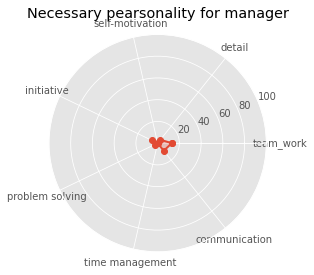 Necessary pearsonality for manager
self-motivation
detail
initiative
100
80
60
40
20
team_work
problem solving
communication
time management